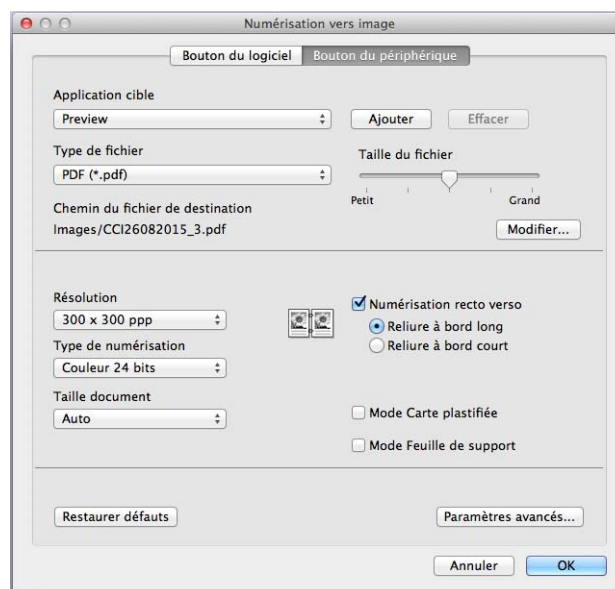 Numérisation vers image
Bouton du logiciel Bouton du périphérique
Application cible
Preview Ajouter Effacer
Type de fichier Taille du fichier
PDF (*.pdf)
Petit Grand
Chemin du fichier de destination
Images/CCI26082015_3.pdf Modifier...
Résolution Numérisation recto verso
300 x 300 ppp Reliure à bord long
Type de numérisation Reliure à bord court
Couleur 24 bits
Taille document
Auto Mode Carte plastifiée
Mode Feuille de support
Restaurer défauts Paramètres avancés...
Annuler OK